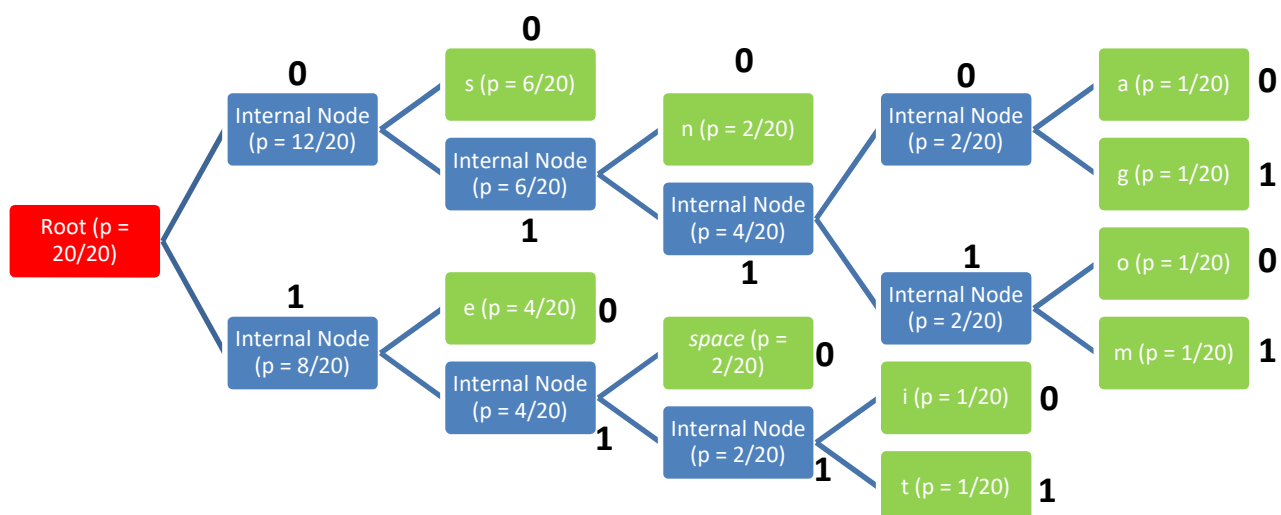 0
0
s (p = 6/20)
Internal Node
(p = 12/20)
Internal Node
(p = 6/20)
1
0
n (p = 2/20)
Internal Node
(p = 4/20)
1
0
Internal Node
(p = 2/20)
a (p = 1/20) 0
g (p = 1/20) 1
1
Internal Node
(p = 2/20)
o (p = 1/20) 0
m (p = 1/20) 1
Root (p =
20/20)
1
Internal Node
(p = 8/20)
e (p = 4/20) 0
Internal Node
(p = 4/20)
1
space (p =
2/20) 0
Internal Node
(p = 2/20)
1
i (p = 1/20) 0
t (p = 1/20) 1